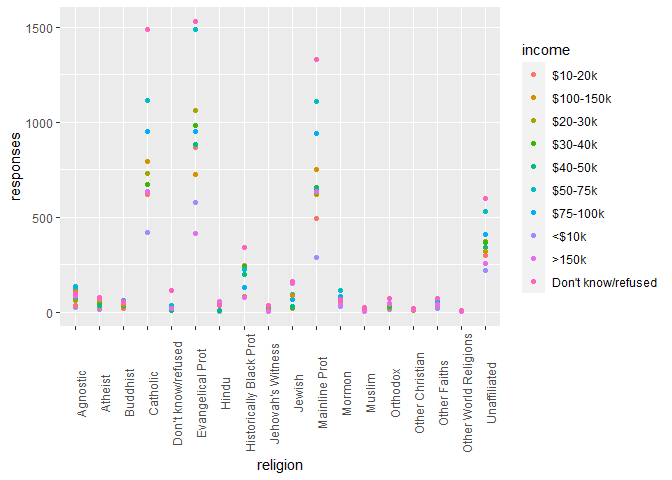 1500
1000
500
0
responses
Agnostic
Atheist
Buddhist
Catholic
Don't know/refused
Evangelical Prot
Hindu
Historically Black Prot
Jehovah's Witness
Jewish
Mainline Prot
Mormon
Muslim
Orthodox
Other Christian
Other Faiths
Other World Religions
Unaffiliated
religion
income
$10-20k
$100-150k
$20-30k
$30-40k
$40-50k
$50-75k
$75-100k
<$10k
>150k
Don't know/refused